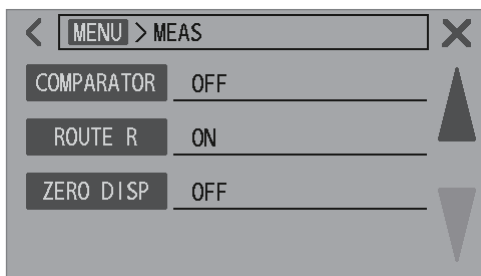 MENU > MEAS
COMPARATOR OFF
ROUTE R ON
ZERO DISP OFF